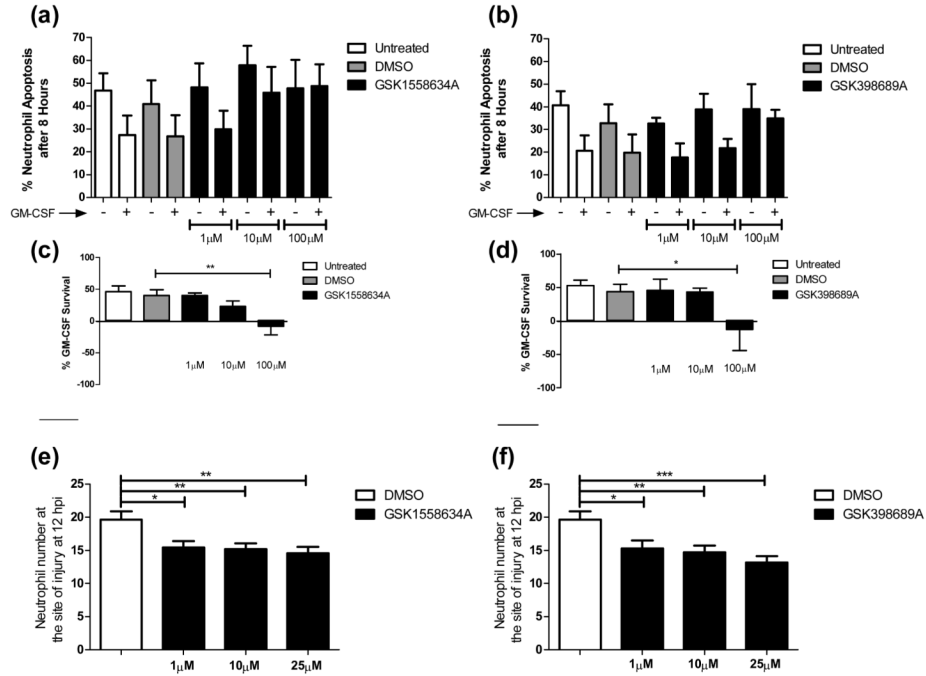 (a)
% Neutrophil Apoptosis
after 8 Hours
70
60
50
40
30
20
10
0
Untreated
DMSO
GSK1558634A
GM-CSF
- + - + - + - + - +
1μM 10μM 100μM
(b)
% Neutrophil Apoptosis
after 8 Hours
70
60
50
40
30
20
10
0
Untreated
DMSO
GSK398689A
GM-CSF
- + - + - + - + - +
1μM 10μM 100μM
(c)
% GM-CSF Survival
100
50
0
-50
-100
**
Untreated
DMSO
GSK1558634A
1μM 10μM 100μM
(d)
% GM-CSF Survival
100
50
0
-50
-100
*
Untreated
DMSO
GSK398689A
1μM 10μM 100μM
(e)
Neutrophil number at
the site of injury at 12 hpi
25
20
15
10
5
0
**
**
*
DMSO
GSK1558634A
1μM 10μM 25μM
(f)
Neutrophil number at
the site of injury at 12 hpi
25
20
15
10
5
0
***
**
*
DMSO
GSK398689A
1μM 10μM 25μM